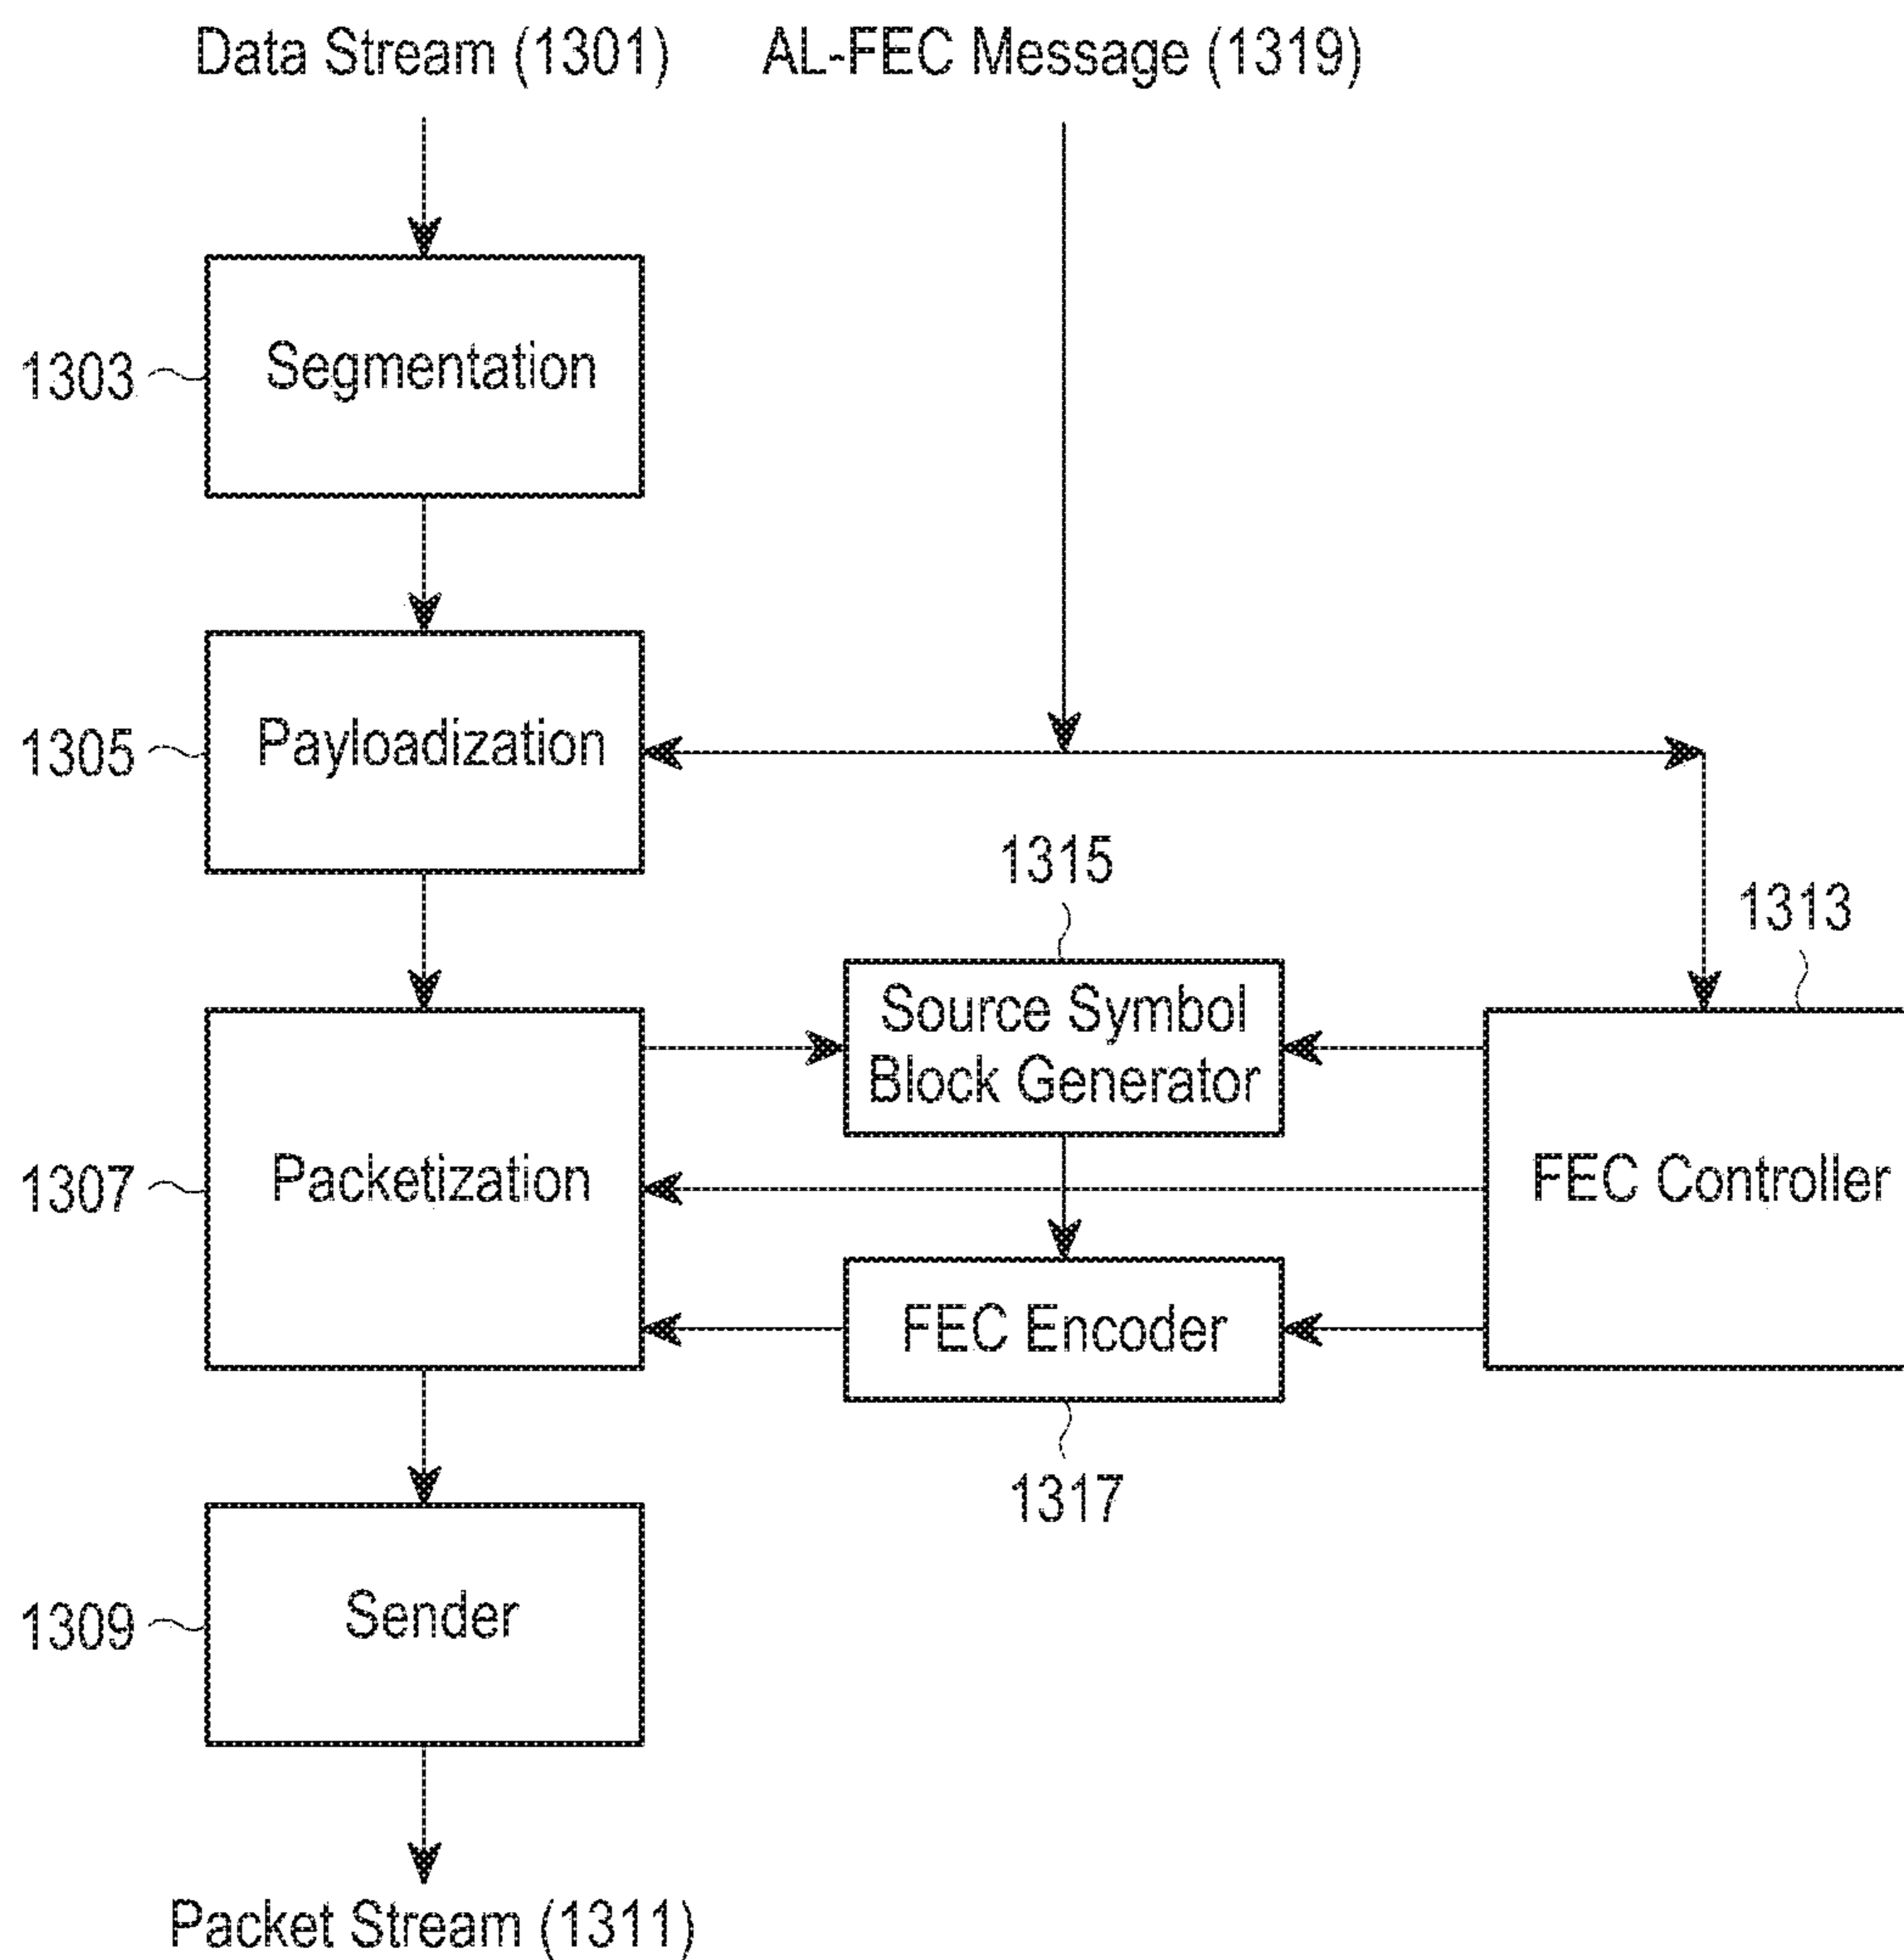 Data Stream (1301)
AL-FEC Message (1319)
1303
Segmentation
1305
Payloadization
1315
1313
Source Symbol
Block Generator
1307
Packetization
FEC Controller
FEC Encoder
1317
1309
Sender
Packet Stream (1311)